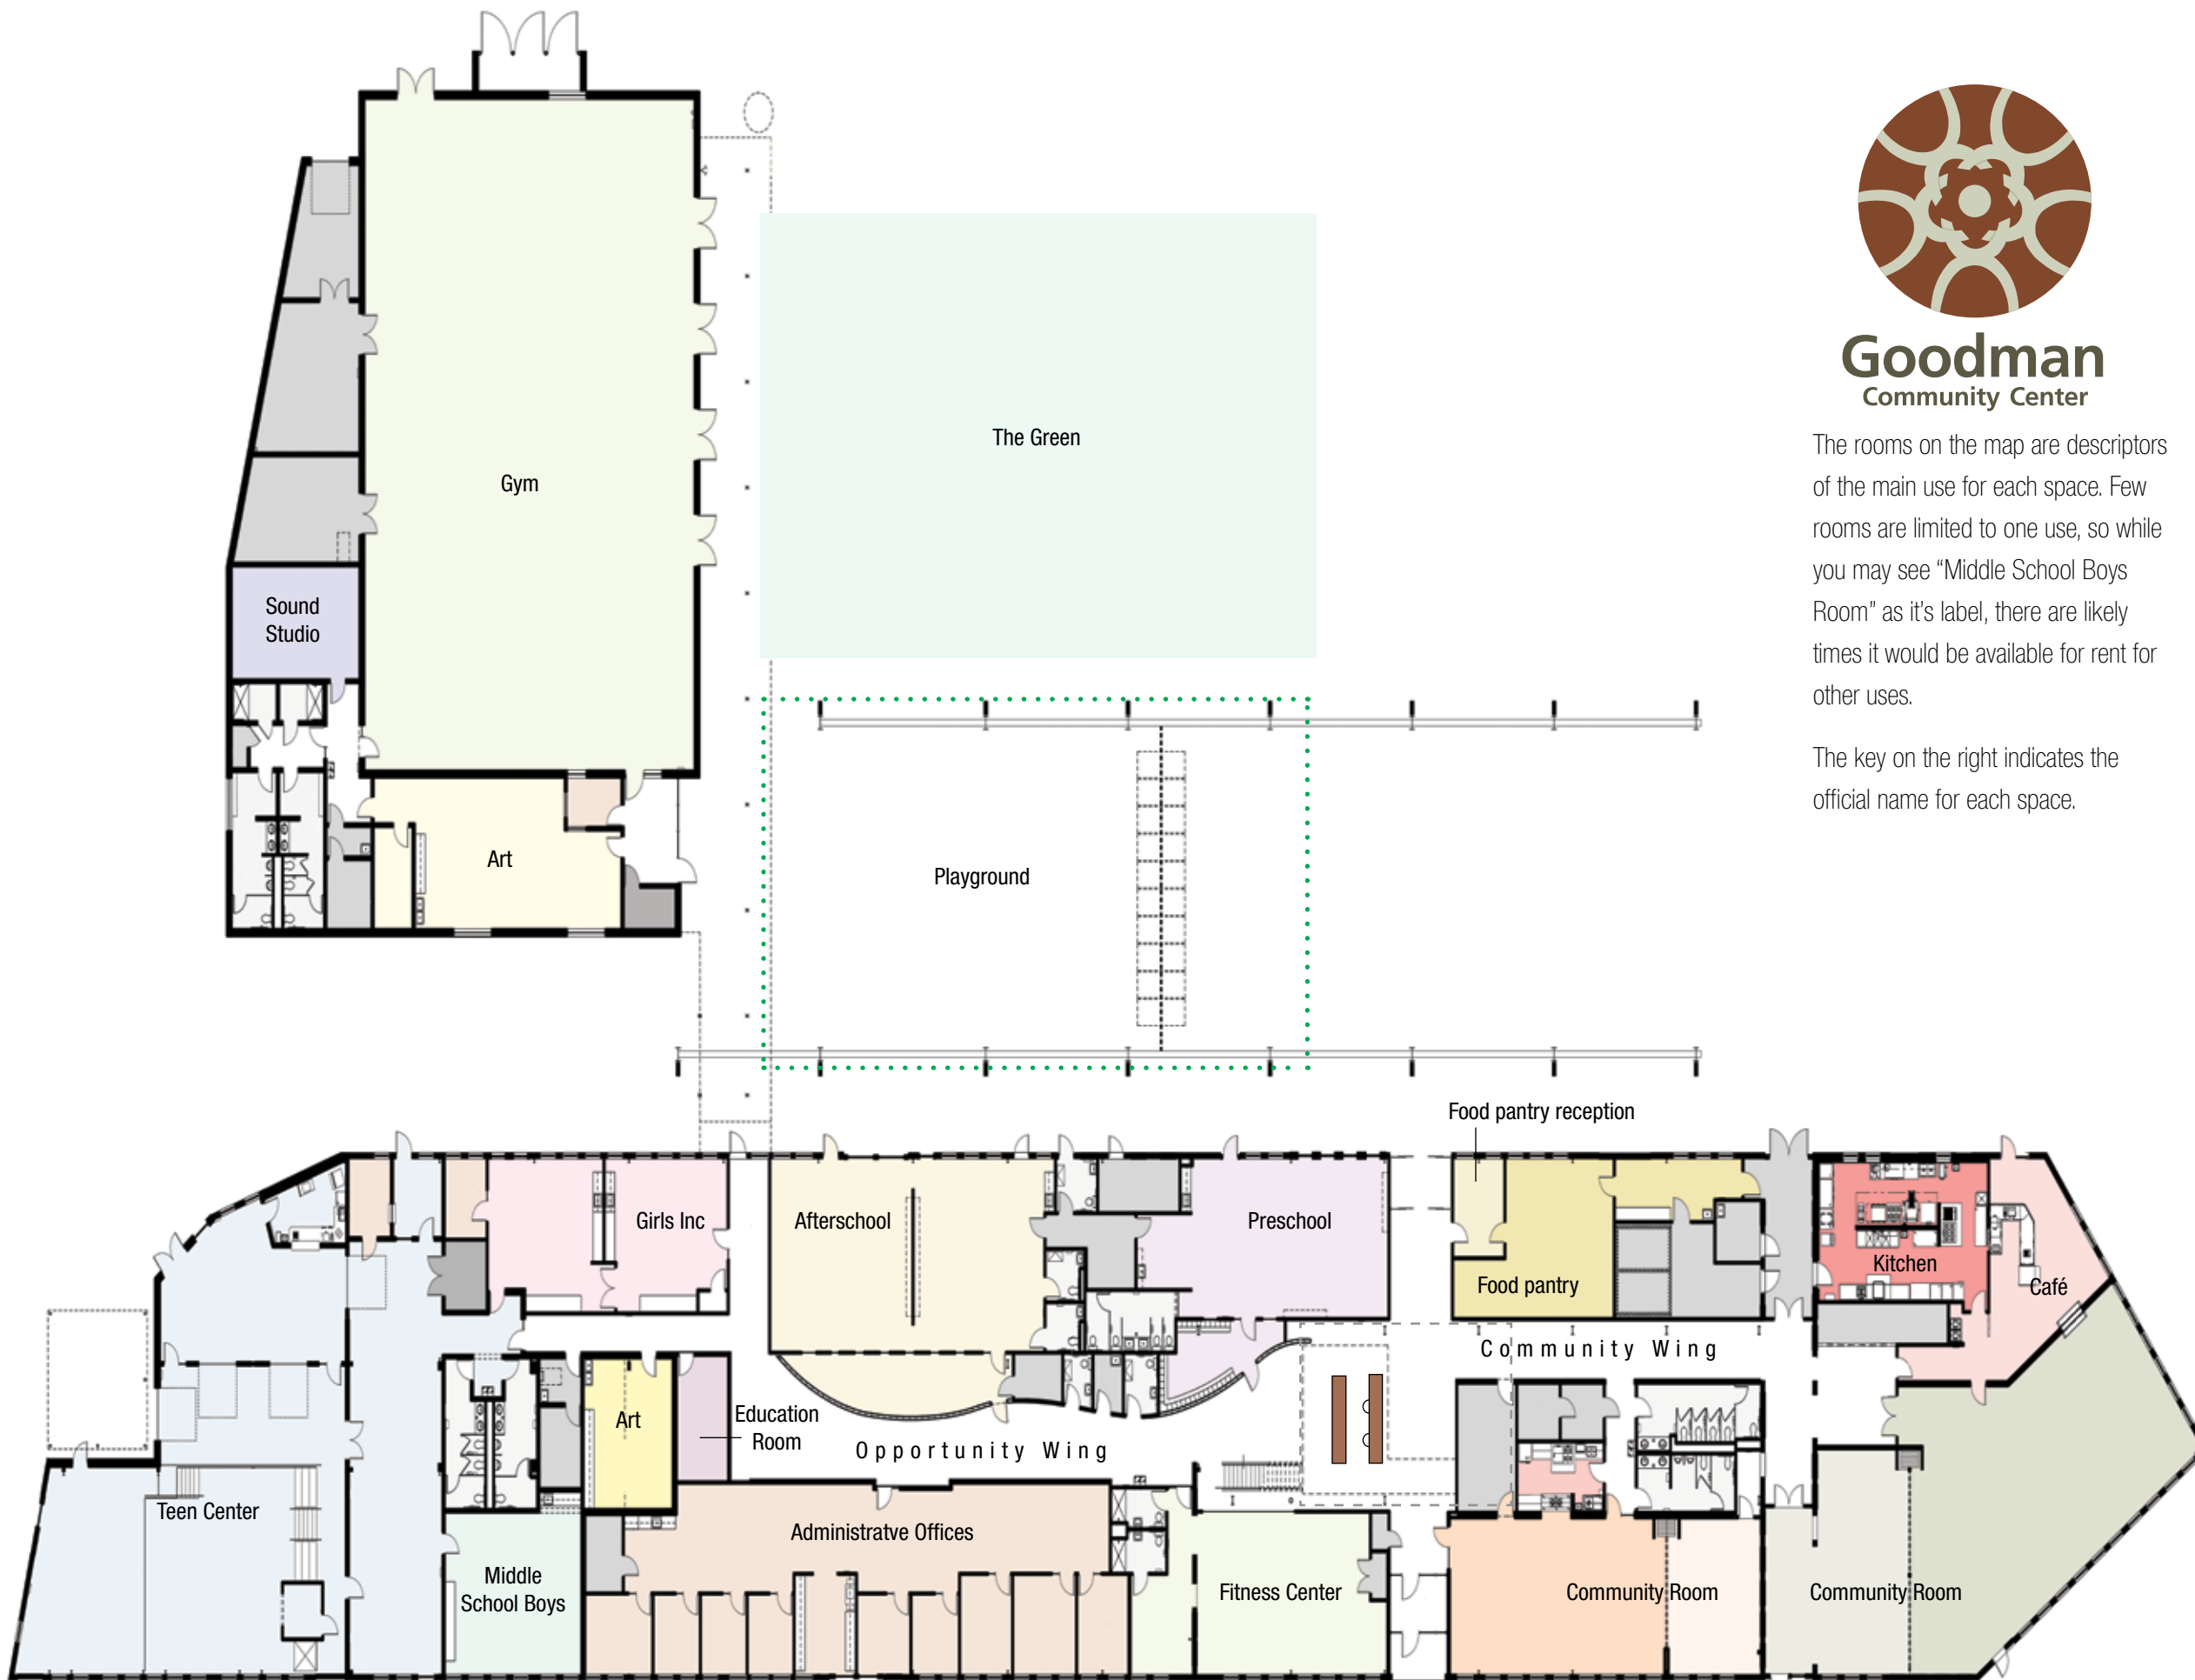 Goodman
Community Center
The rooms on the map are descriptors
of the main use for each space. Few
rooms are limited to one use, so while
you may see “Middle School Boys
Room” as it’s label, there are likely
times it would be available for rent for
other uses.
The key on the right indicates the
official name for each space.
The Green
Gym
Sound
Studio
Art
Playground
Food pantry reception
Girls Inc
Afterschool
Preschool
Food pantry
Kitchen
Café
Community Wing
Art
Education
Room
Opportunity Wing
Teen Center
Administratve Offices
Middle
School Boys
Fitness Center
Community Room
Community Room